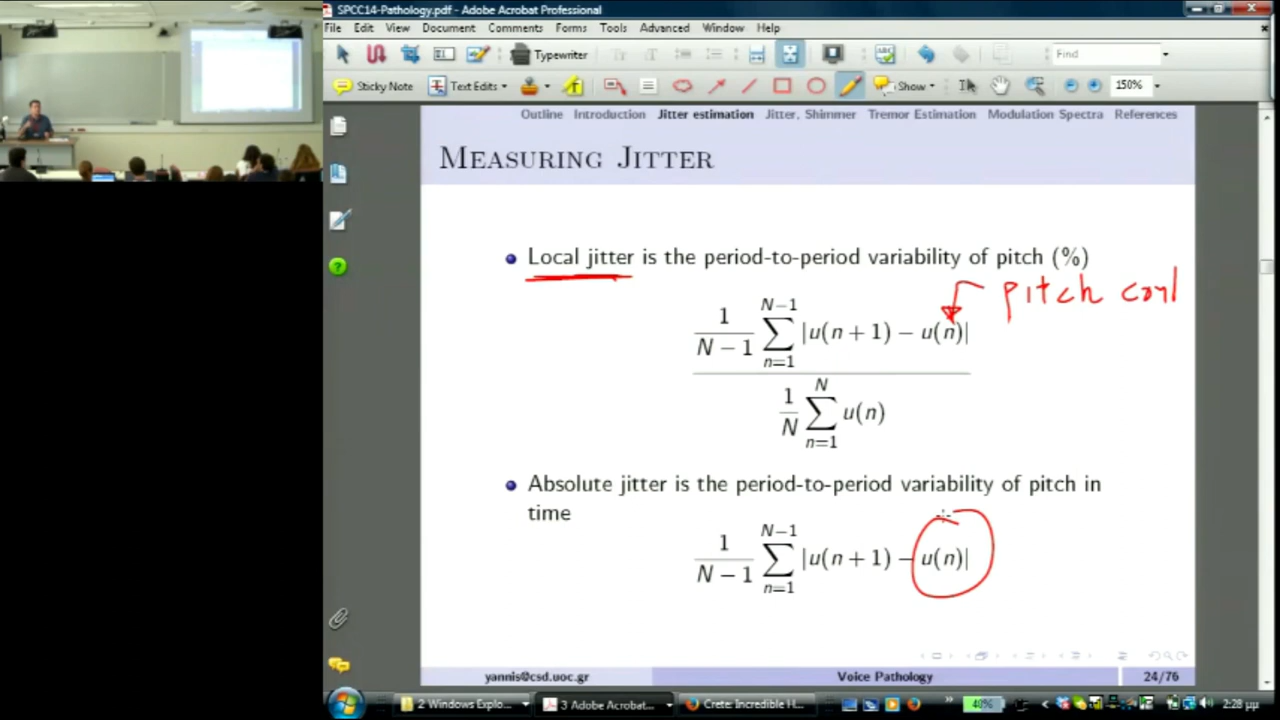 SPCC14-Pathology.pdf - Adobe Acrobat Professional
File Edit View Document Comments Forms Tools Advanced Window Help
Typewriter Find
Sticky Note Text Edits Show 150%
Outline Introduction Jitter estimation Jitter, Shimmer Tremor Estimation Modulation Spectra References
MEASURING JITTER
Local jitter is the period-to-period variability of pitch (%)
pitch
1/(N − 1) ∑_{n=1}^{N−1} |u(n + 1) − u(n)|
1/N ∑_{n=1}^{N} u(n)
Absolute jitter is the period-to-period variability of pitch in
time
1/(N − 1) ∑_{n=1}^{N−1} |u(n + 1) − u(n)|
yannis@csd.uoc.gr Voice Pathology 24/76
2 Windows Explo... 3 Adobe Acrobat... Crete: Incredible H... 40% 2:28 μμ